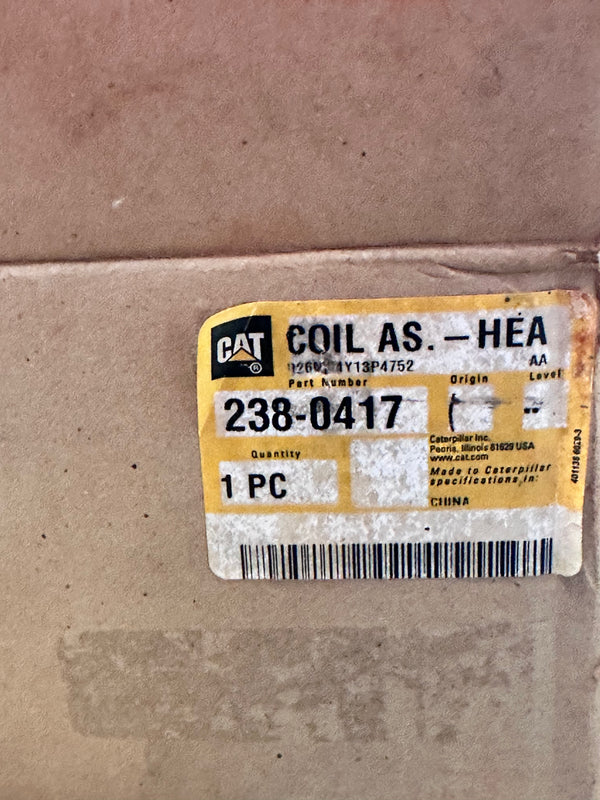 CAT®
COIL AS. – HEA
4Y13P4752 AA
Part Number Origin Level
238-0417 --
Quantity
1 PC
Caterpillar Inc.
Peoria, Illinois 61629 USA
www.cat.com
Made to Caterpillar
specifications in:
CHINA